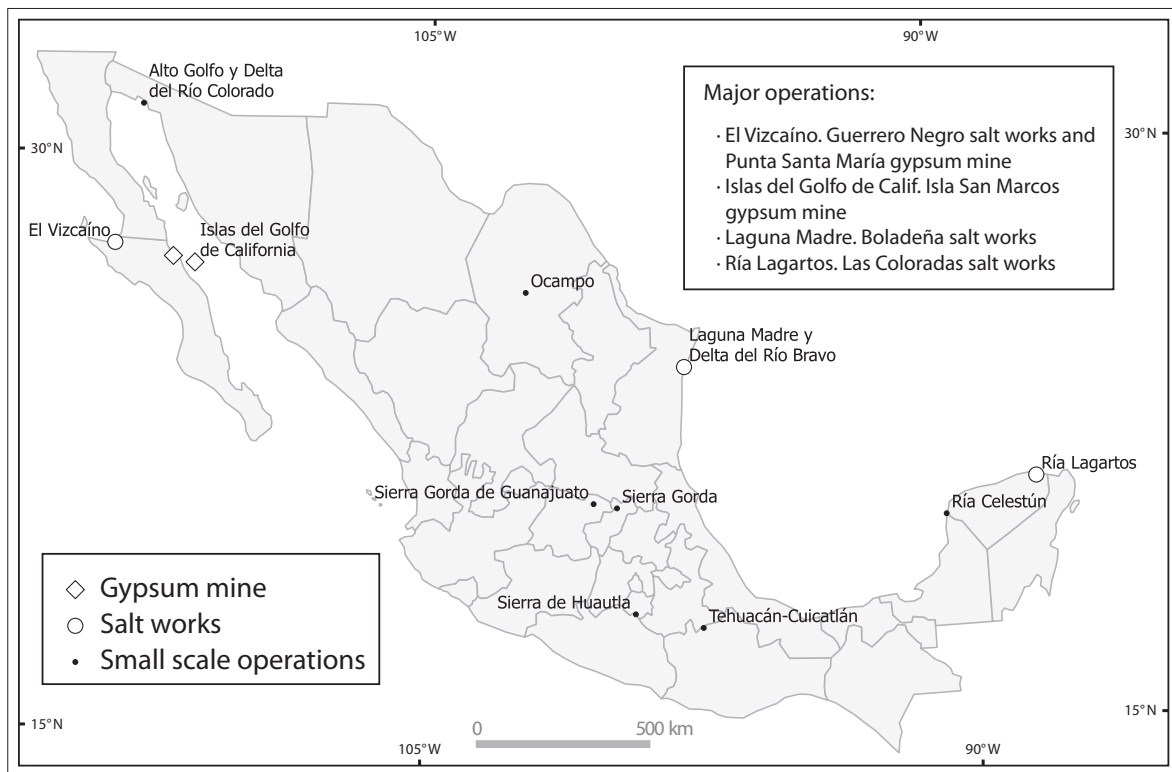 105°W
90°W
Alto Golfo y Delta
del Río Colorado
Major operations:
· El Vizcaíno. Guerrero Negro salt works and
Punta Santa María gypsum mine
· Islas del Golfo de Calif. Isla San Marcos
gypsum mine
· Laguna Madre. Boladeña salt works
· Ría Lagartos. Las Coloradas salt works
30°N
30°N
El Vizcaíno
Islas del Golfo
de California
Ocampo
Laguna Madre y
Delta del Río Bravo
Ría Lagartos
Sierra Gorda de Guanajuato
Sierra Gorda
Ría Celestún
Gypsum mine
Salt works
Small scale operations
Sierra de Huautla
Tehuacán-Cuicatlán
15°N
15°N
0
500 km
105°W
90°W